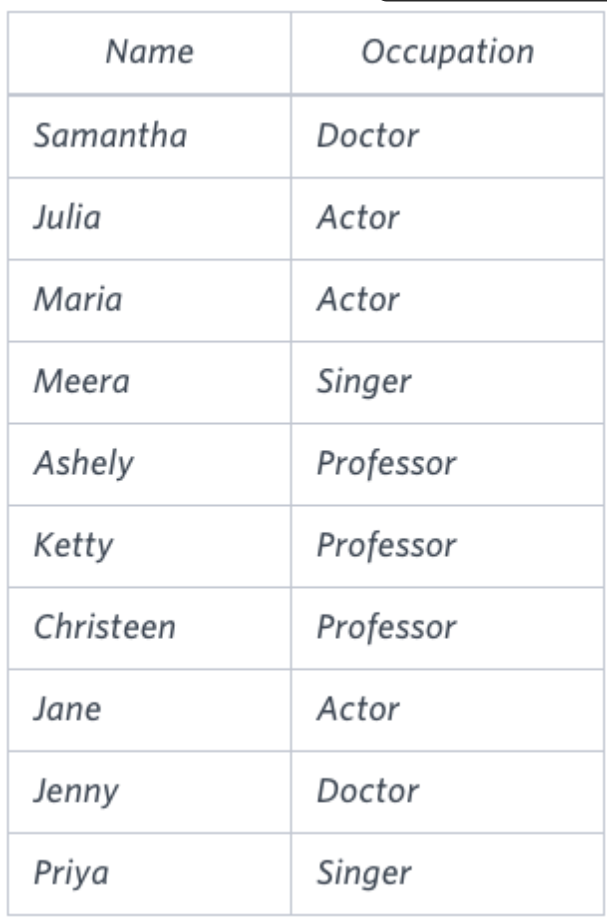 Name Occupation
Samantha Doctor
Julia Actor
Maria Actor
Meera Singer
Ashely Professor
Ketty Professor
Christeen Professor
Jane Actor
Jenny Doctor
Priya Singer